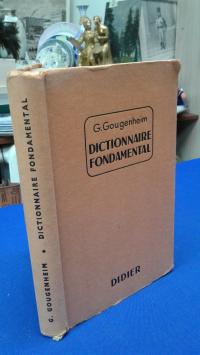 G. Gougenheim
DICTIONNAIRE
FONDAMENTAL
DIDIER
G. GOUGENHEIM • DICTIONNAIRE FONDAMENTAL